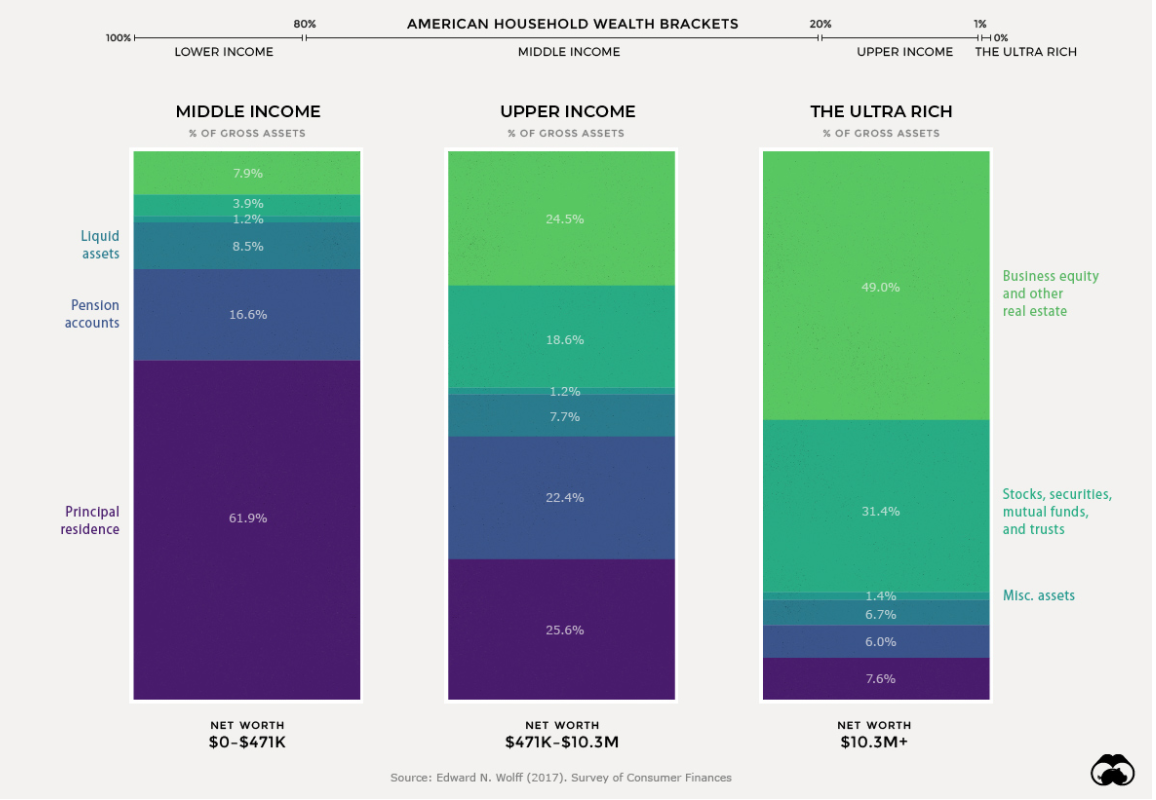 AMERICAN HOUSEHOLD WEALTH BRACKETS
80%
20%
1%
100%
0%
LOWER INCOME
MIDDLE INCOME
UPPER INCOME
THE ULTRA RICH
MIDDLE INCOME
% OF GROSS ASSETS
UPPER INCOME
% OF GROSS ASSETS
THE ULTRA RICH
% OF GROSS ASSETS
Liquid
assets
Pension
accounts
Principal
residence
7.9%
3.9%
1.2%
8.5%
16.6%
61.9%
24.5%
18.6%
1.2%
7.7%
22.4%
25.6%
49.0%
31.4%
1.4%
6.7%
6.0%
7.6%
Business equity
and other
real estate
Stocks, securities,
mutual funds,
and trusts
Misc. assets
NET WORTH
$0–$471K
NET WORTH
$471K–$10.3M
NET WORTH
$10.3M+
Source: Edward N. Wolff (2017). Survey of Consumer Finances